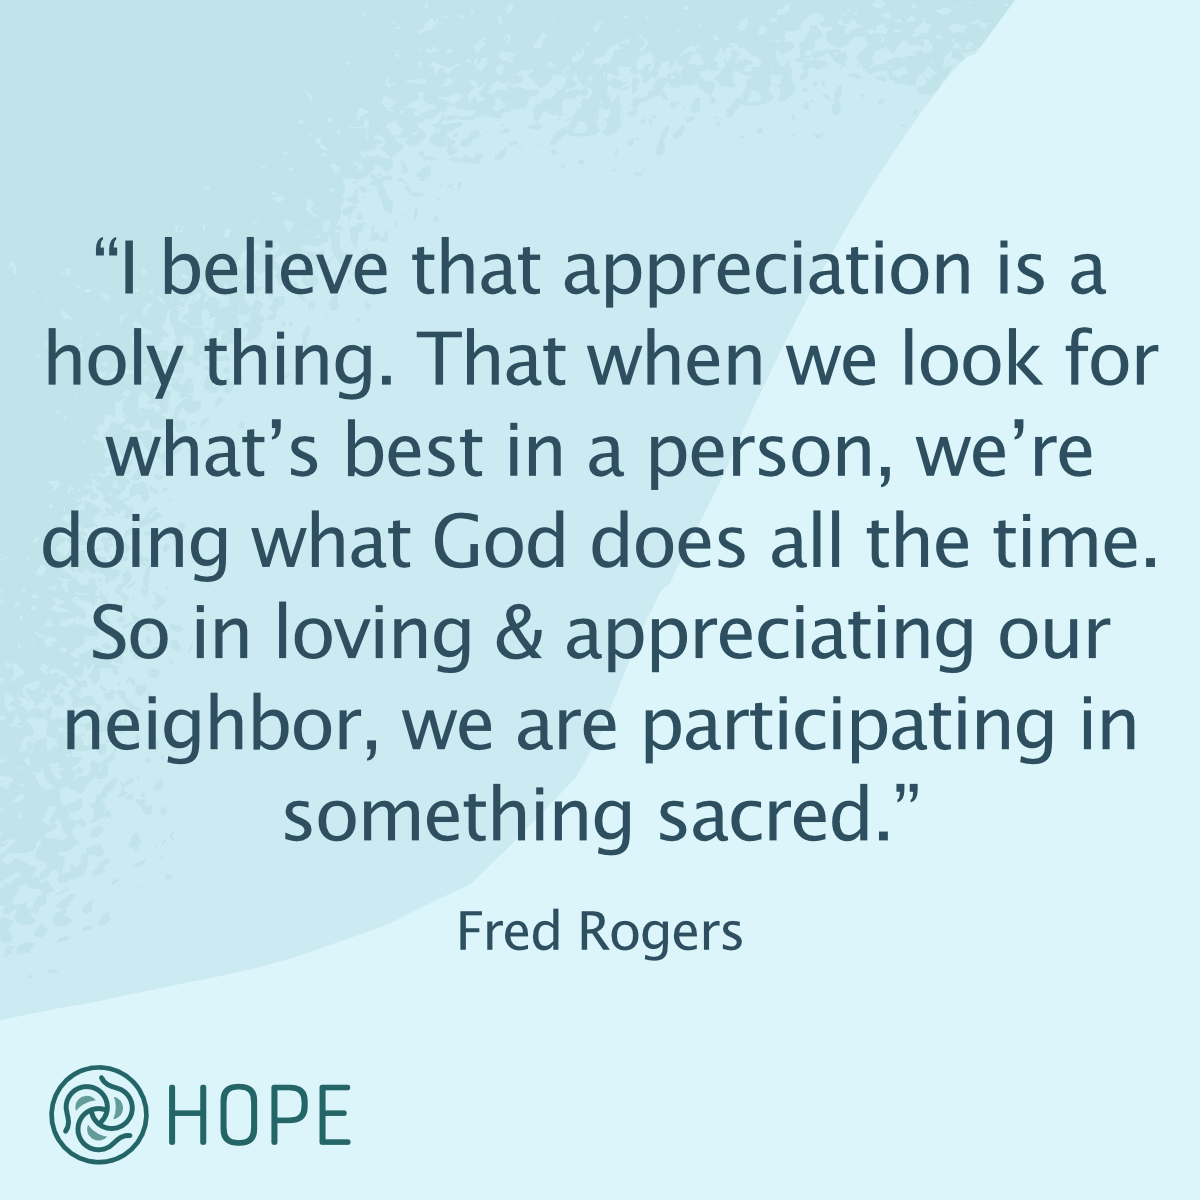 “I believe that appreciation is a
holy thing. That when we look for
what’s best in a person, we’re
doing what God does all the time.
So in loving & appreciating our
neighbor, we are participating in
something sacred.”
Fred Rogers
HOPE